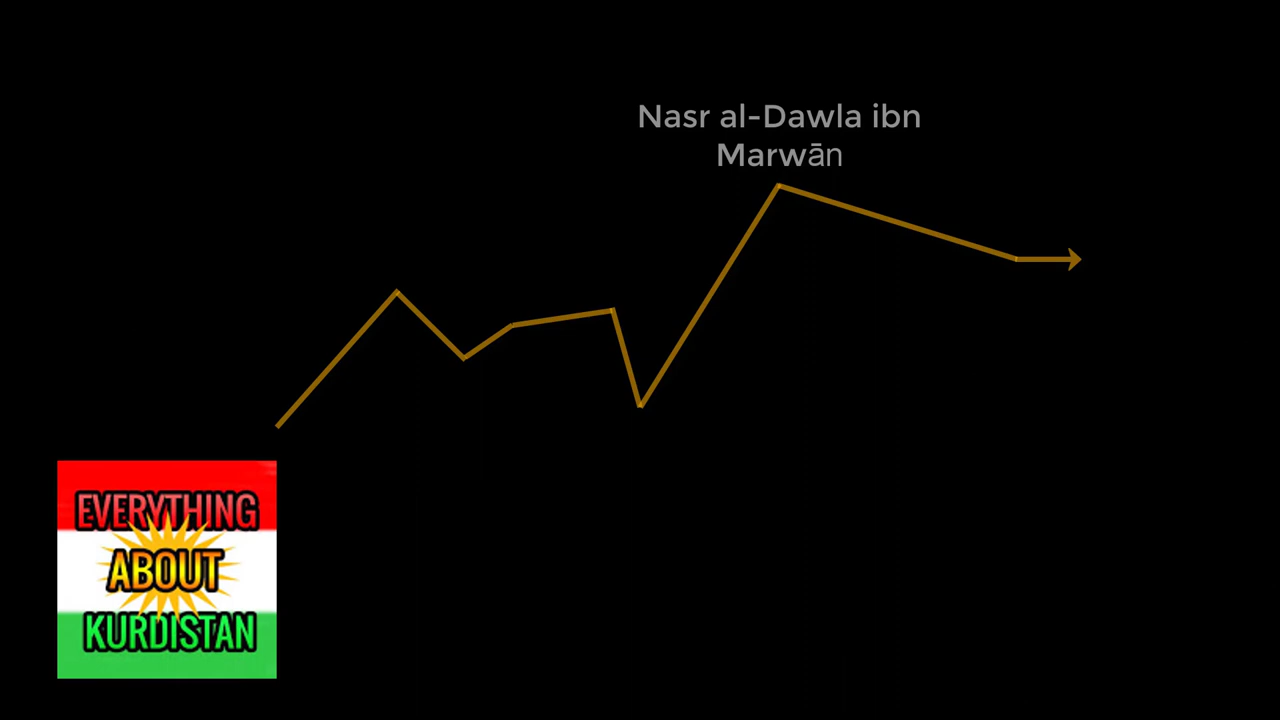 Nasr al-Dawla ibn
Marwān
EVERYTHING
ABOUT
KURDISTAN